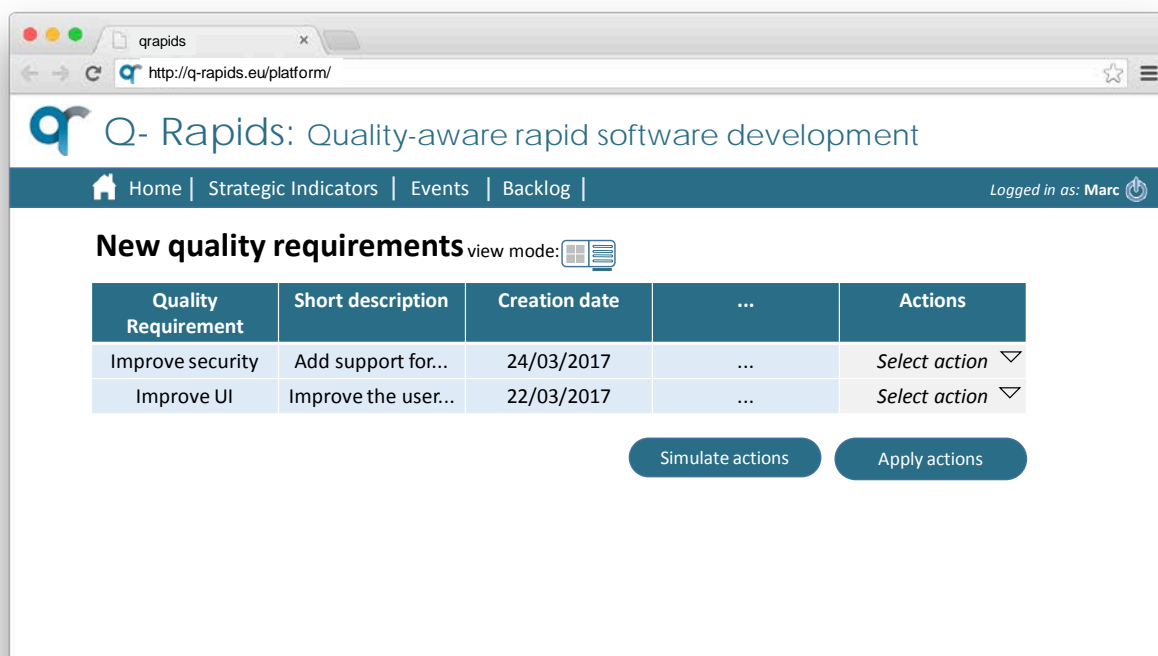 qrapids
http://q-rapids.eu/platform/
qr Q- Rapids: Quality-aware rapid software development
Home | Strategic Indicators | Events | Backlog | Logged in as: Marc
New quality requirements view mode:
Quality Requirement Short description Creation date ... Actions
Improve security Add support for... 24/03/2017 ... Select action
Improve UI Improve the user... 22/03/2017 ... Select action
Simulate actions Apply actions